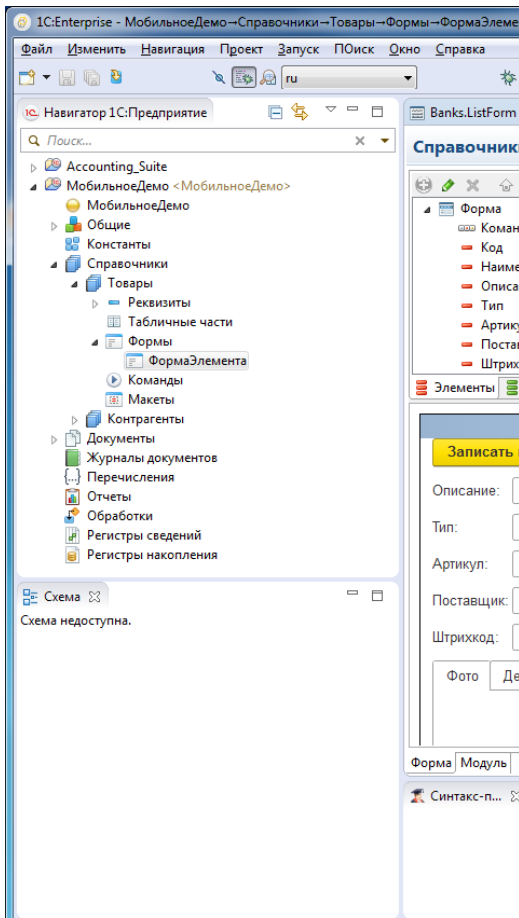 1C:Enterprise - МобильноеДемо→Справочники→Товары→Формы→ФормаЭлеме
Файл Изменить Навигация Проект Запуск ПОиск Окно Справка
ru
Навигатор 1С:Предприятие
Поиск...
Accounting_Suite
МобильноеДемо <МобильноеДемо>
МобильноеДемо
Общие
Константы
Справочники
Товары
Реквизиты
Табличные части
Формы
ФормаЭлемента
Команды
Макеты
Контрагенты
Документы
Журналы документов
Перечисления
Отчеты
Обработки
Регистры сведений
Регистры накопления
Схема
Схема недоступна.
Banks.ListForm
Справочник
Форма
Коман
Код
Наиме
Описа
Тип
Артику
Постав
Штрих
Элементы
Записать
Описание:
Тип:
Артикул:
Поставщик:
Штрихкод:
Фото Де
Форма Модуль
Синтакс-п...